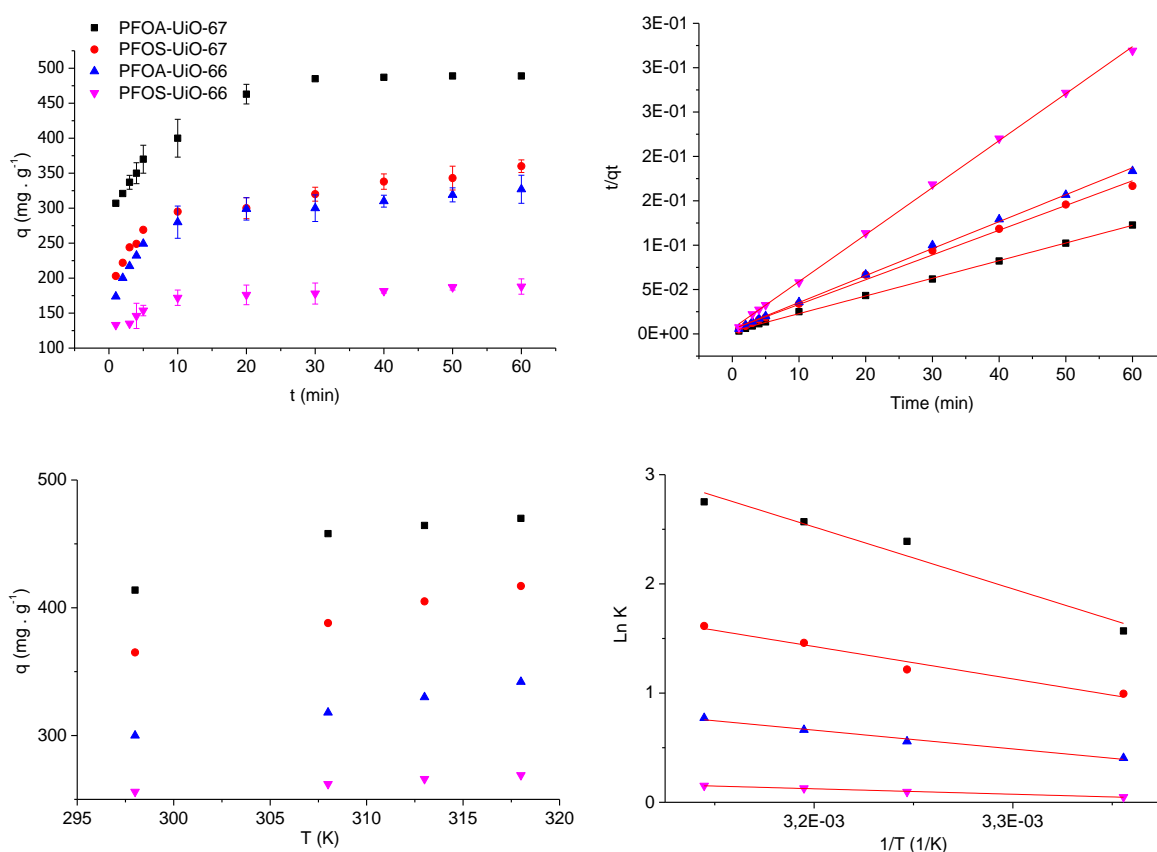 PFOA-UiO-67
PFOS-UiO-67
PFOA-UiO-66
PFOS-UiO-66
500
450
400
350
300
250
200
150
100
q (mg . g⁻¹)
0 10 20 30 40 50 60
t (min)
3E-01
3E-01
3E-01
2E-01
2E-01
1E-01
5E-02
0E+00
t/qt
0 10 20 30 40 50 60
Time (min)
500
400
300
q (mg . g⁻¹)
295 300 305 310 315 320
T (K)
3
2
1
0
Ln K
3,2E-03 3,3E-03
1/T (1/K)